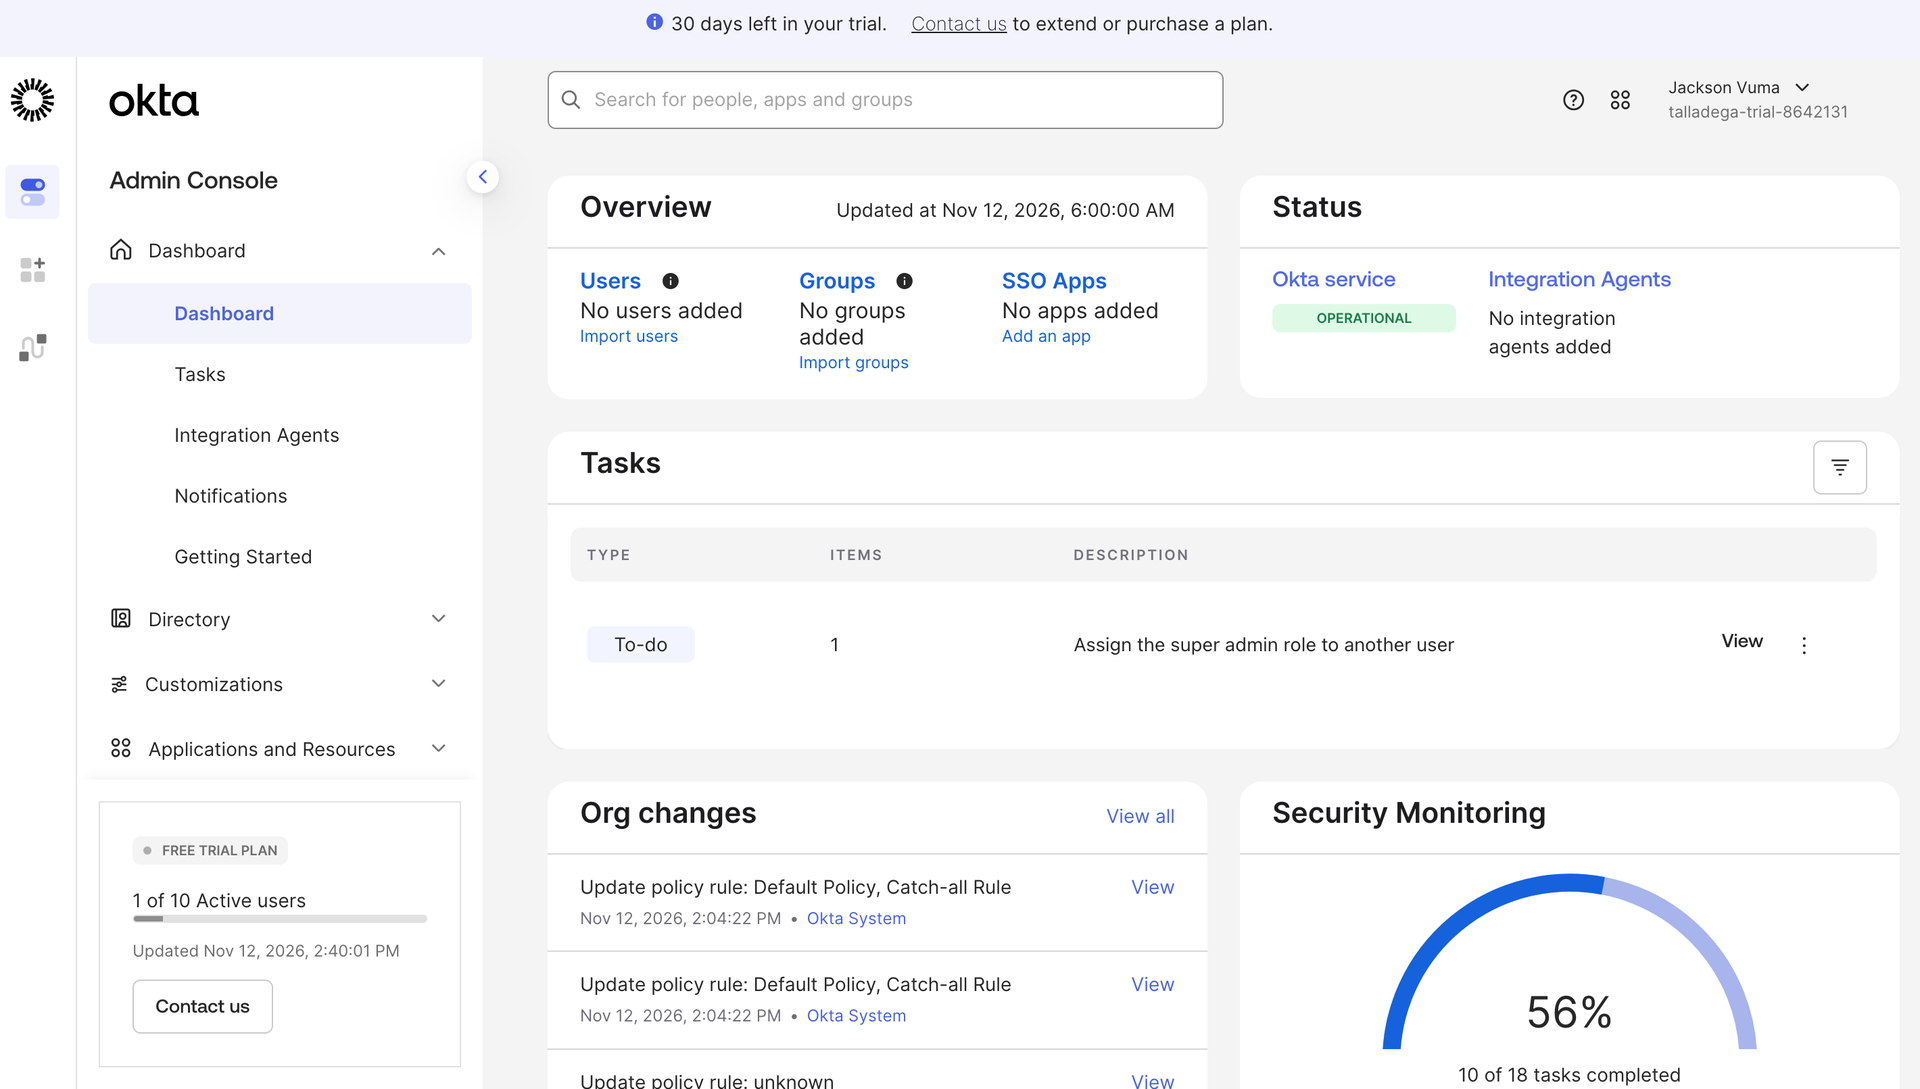 30 days left in your trial. Contact us to extend or purchase a plan.
okta
Admin Console
Dashboard
Dashboard
Tasks
Integration Agents
Notifications
Getting Started
Directory
Customizations
Applications and Resources
FREE TRIAL PLAN
1 of 10 Active users
Updated Nov 12, 2026, 2:40:01 PM
Contact us
Search for people, apps and groups
Jackson Vuma
talladega-trial-8642131
Overview
Updated at Nov 12, 2026, 6:00:00 AM
Users
No users added
Import users
Groups
No groups
added
Import groups
SSO Apps
No apps added
Add an app
Status
Okta service
OPERATIONAL
Integration Agents
No integration
agents added
Tasks
TYPE ITEMS DESCRIPTION
To-do 1 Assign the super admin role to another user View
Org changes
View all
Update policy rule: Default Policy, Catch-all Rule View
Nov 12, 2026, 2:04:22 PM • Okta System
Update policy rule: Default Policy, Catch-all Rule View
Nov 12, 2026, 2:04:22 PM • Okta System
Update policy rule: unknown View
Security Monitoring
56%
10 of 18 tasks completed